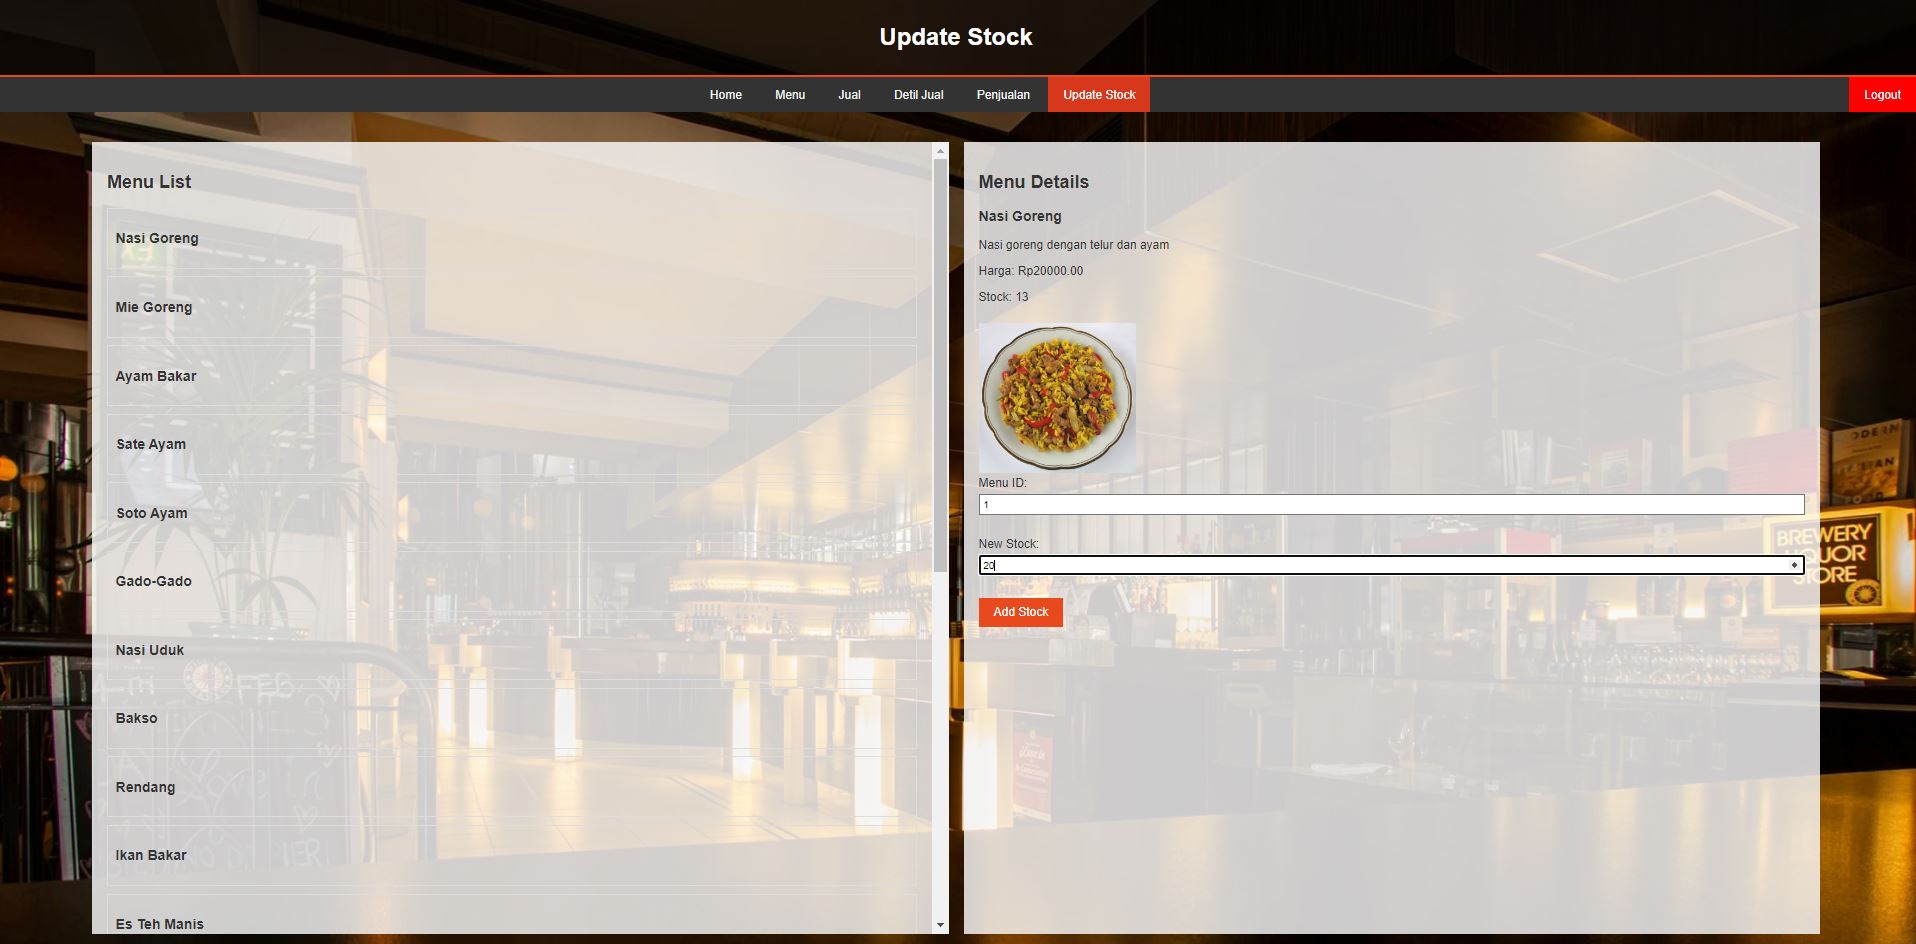 Update Stock
Home Menu Jual Detil Jual Penjualan Update Stock Logout
Menu List
Nasi Goreng
Mie Goreng
Ayam Bakar
Sate Ayam
Soto Ayam
Gado-Gado
Nasi Uduk
Bakso
Rendang
Ikan Bakar
Es Teh Manis
Menu Details
Nasi Goreng
Nasi goreng dengan telur dan ayam
Harga: Rp20000.00
Stock: 13
Menu ID:
1
New Stock:
20
Add Stock
BREWERY
LIQUOR
STORE